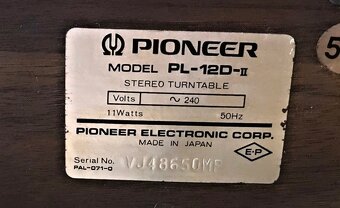 PIONEER
MODEL PL-12D-II
STEREO TURNTABLE
Volts ~ 240
11Watts 50Hz
PIONEER ELECTRONIC CORP.
MADE IN JAPAN
E·P
Serial No.
PAL-071-0
5